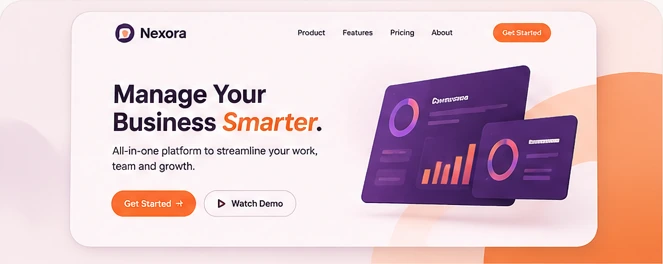 Nexora
Product Features Pricing About
Get Started
Manage Your
Business Smarter.
All-in-one platform to streamline your work,
team and growth.
Get Started →
Watch Demo